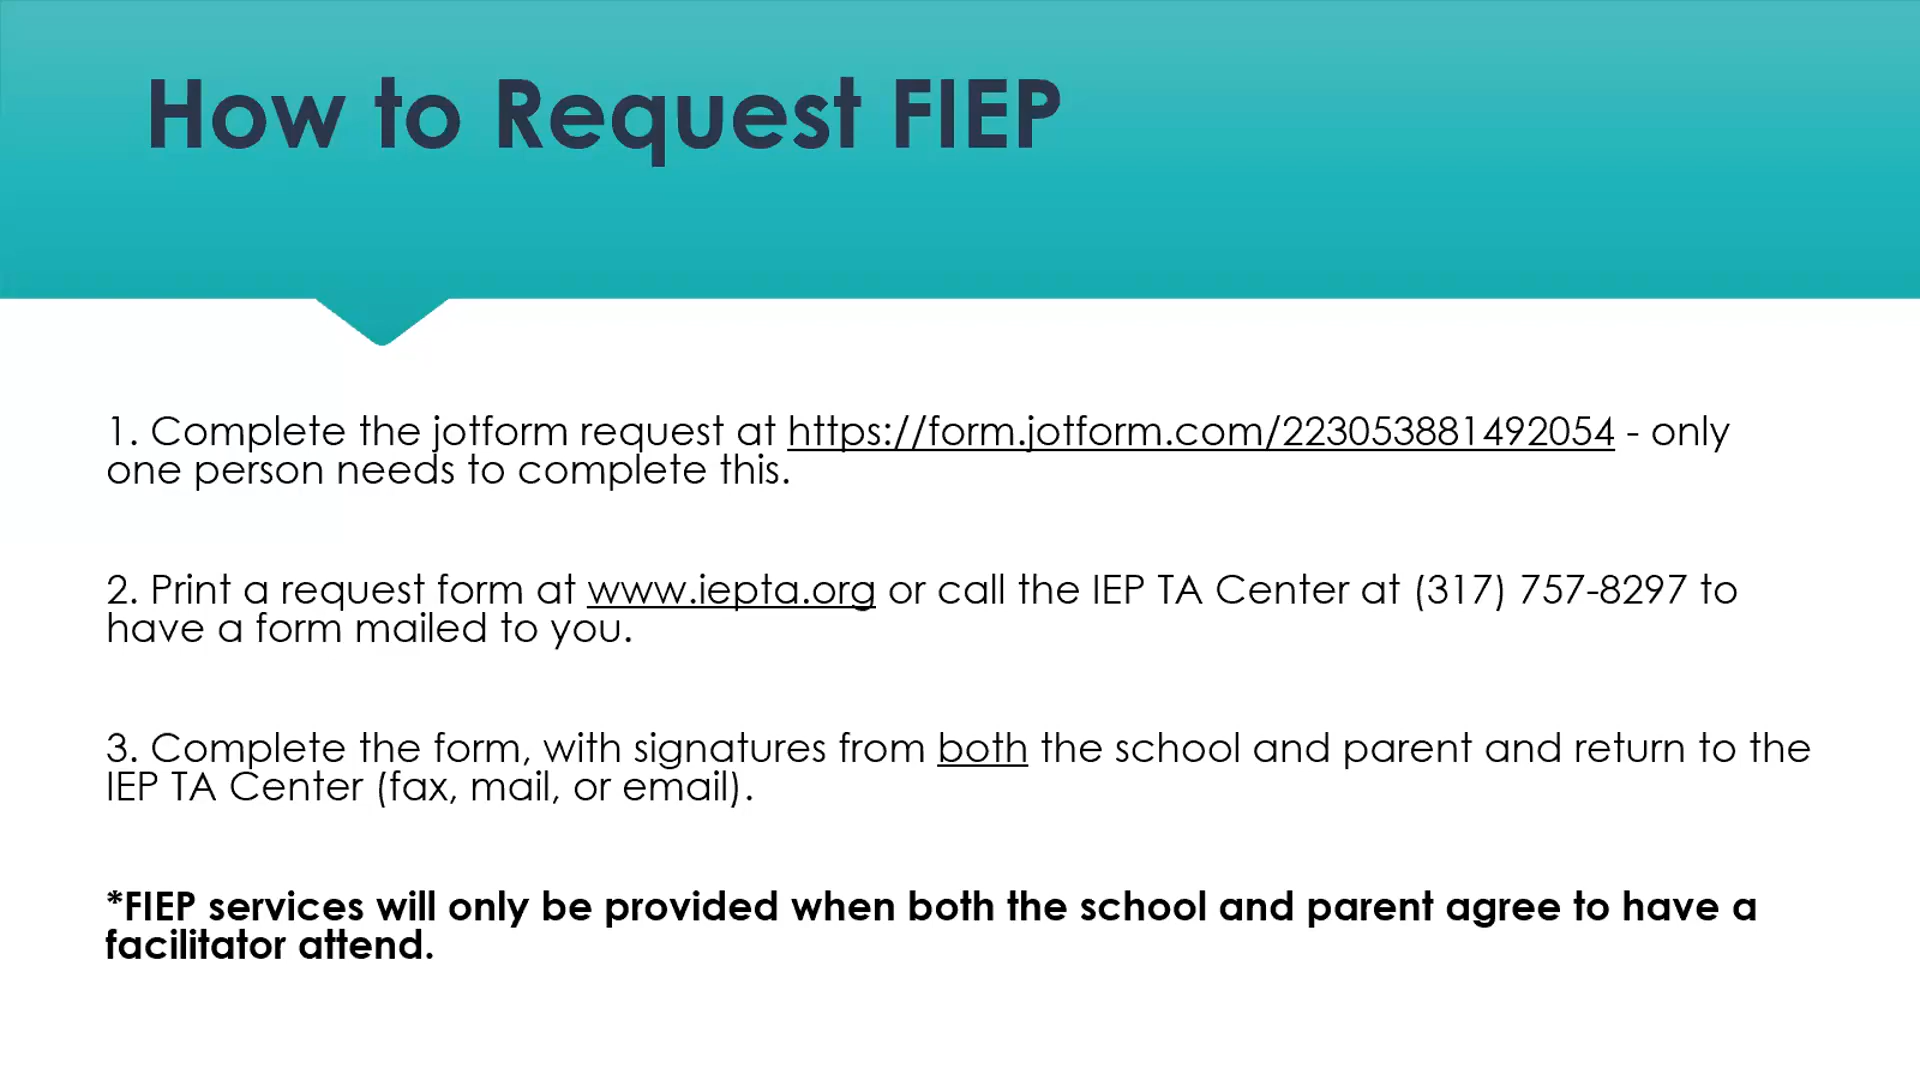 How to Request FIEP
1. Complete the jotform request at https://form.jotform.com/223053881492054 - only
one person needs to complete this.
2. Print a request form at www.iepta.org or call the IEP TA Center at (317) 757-8297 to
have a form mailed to you.
3. Complete the form, with signatures from both the school and parent and return to the
IEP TA Center (fax, mail, or email).
*FIEP services will only be provided when both the school and parent agree to have a
facilitator attend.